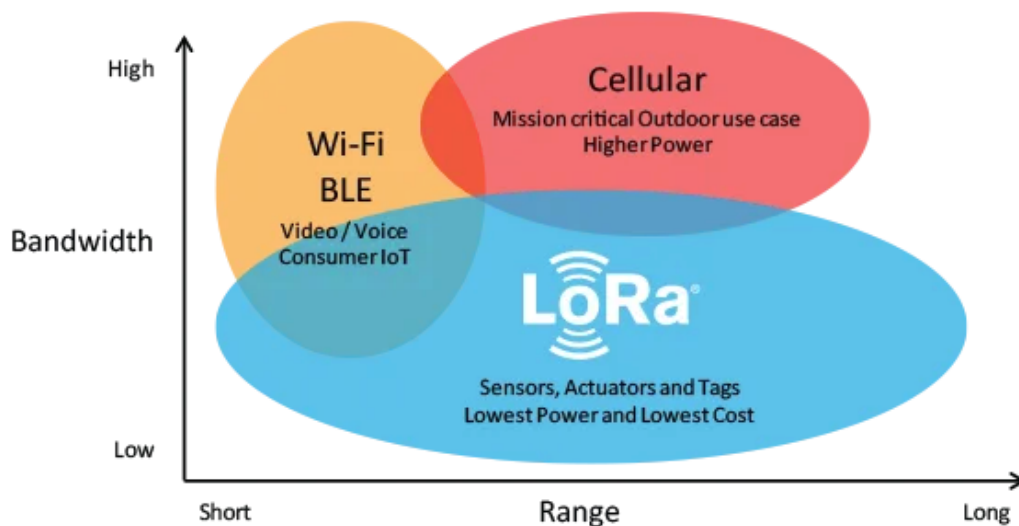 High
Cellular
Mission critical Outdoor use case
Higher Power
Wi-Fi
BLE
Video / Voice
Consumer IoT
Bandwidth
LoRa®
Sensors, Actuators and Tags
Lowest Power and Lowest Cost
Low
Short
Range
Long